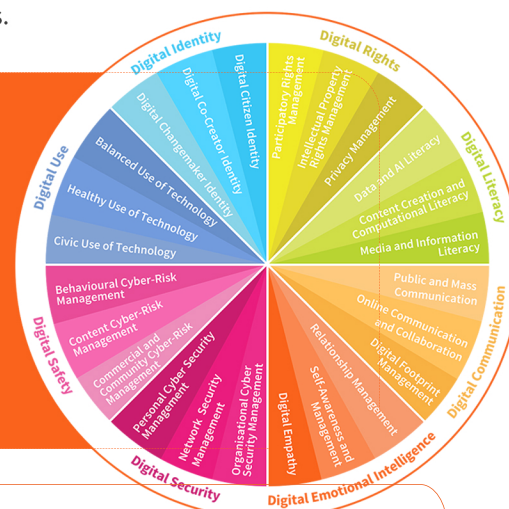 s.
Digital Identity
Digital Citizen Identity
Digital Co-Creator Identity
Digital Changemaker Identity
Digital Rights
Participatory Rights
Management
Intellectual Property
Rights Management
Privacy Management
Digital Literacy
Data and AI Literacy
Content Creation and
Computational Literacy
Media and Information
Literacy
Digital Communication
Public and Mass
Communication
Online Communication
and Collaboration
Digital Footprint
Management
Digital Emotional Intelligence
Relationship Management
Self-Awareness and
Management
Digital Empathy
Digital Security
Organisational Cyber
Security Management
Network Security
Management
Personal Cyber Security
Management
Digital Safety
Commercial and
Community Cyber-Risk
Management
Content Cyber-Risk
Management
Behavioural Cyber-Risk
Management
Digital Use
Civic Use of Technology
Healthy Use of Technology
Balanced Use of Technology